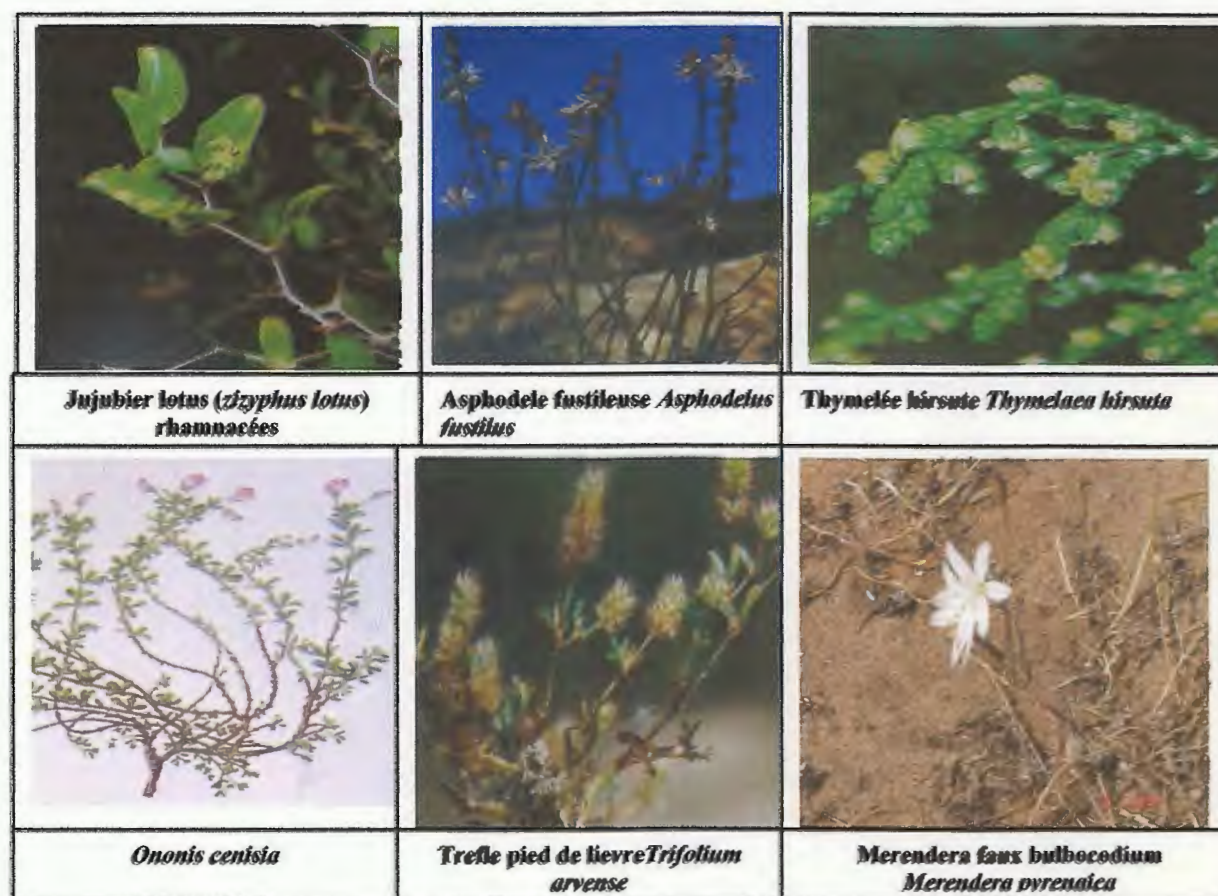 Jujubier lotus (zizyphus lotus)
rhamnacées
Asphodele fustileuse Asphodelus
fustilus
Thymelée hirsute Thymelaea hirsuta
Ononis cenisia
Trefle pied de lievreTrifolium
arvense
Merendera faux bulbocodium
Merendera pyrenaica